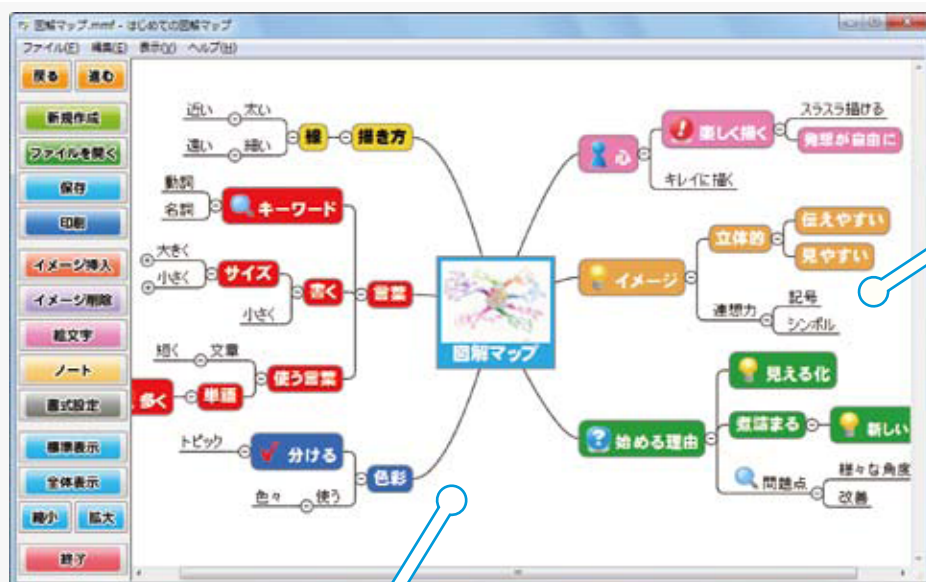 図解マップ.mmf - はじめての図解マップ
ファイル(F) 編集(E) 表示(V) ヘルプ(H)
戻る 進む
新規作成
ファイルを開く
保存
印刷
イメージ挿入
イメージ削除
絵文字
ノート
書式設定
標準表示
全体表示
縮小 拡大
終了
近い 太い
遠い 細い
線 描き方
動詞
名詞
キーワード
大きく
小さく
サイズ
小さく
書く 言葉
短く 文章
多く 単語
使う言葉
トピック 分ける
色々 使う
色彩
図解マップ
心
楽しく描く
スラスラ描ける
発想が自由に
キレイに描く
イメージ
立体的
伝えやすい
見やすい
連想力
記号
シンボル
始める理由
見える化
煮詰まる 新しい
問題点
様々な角度
改善